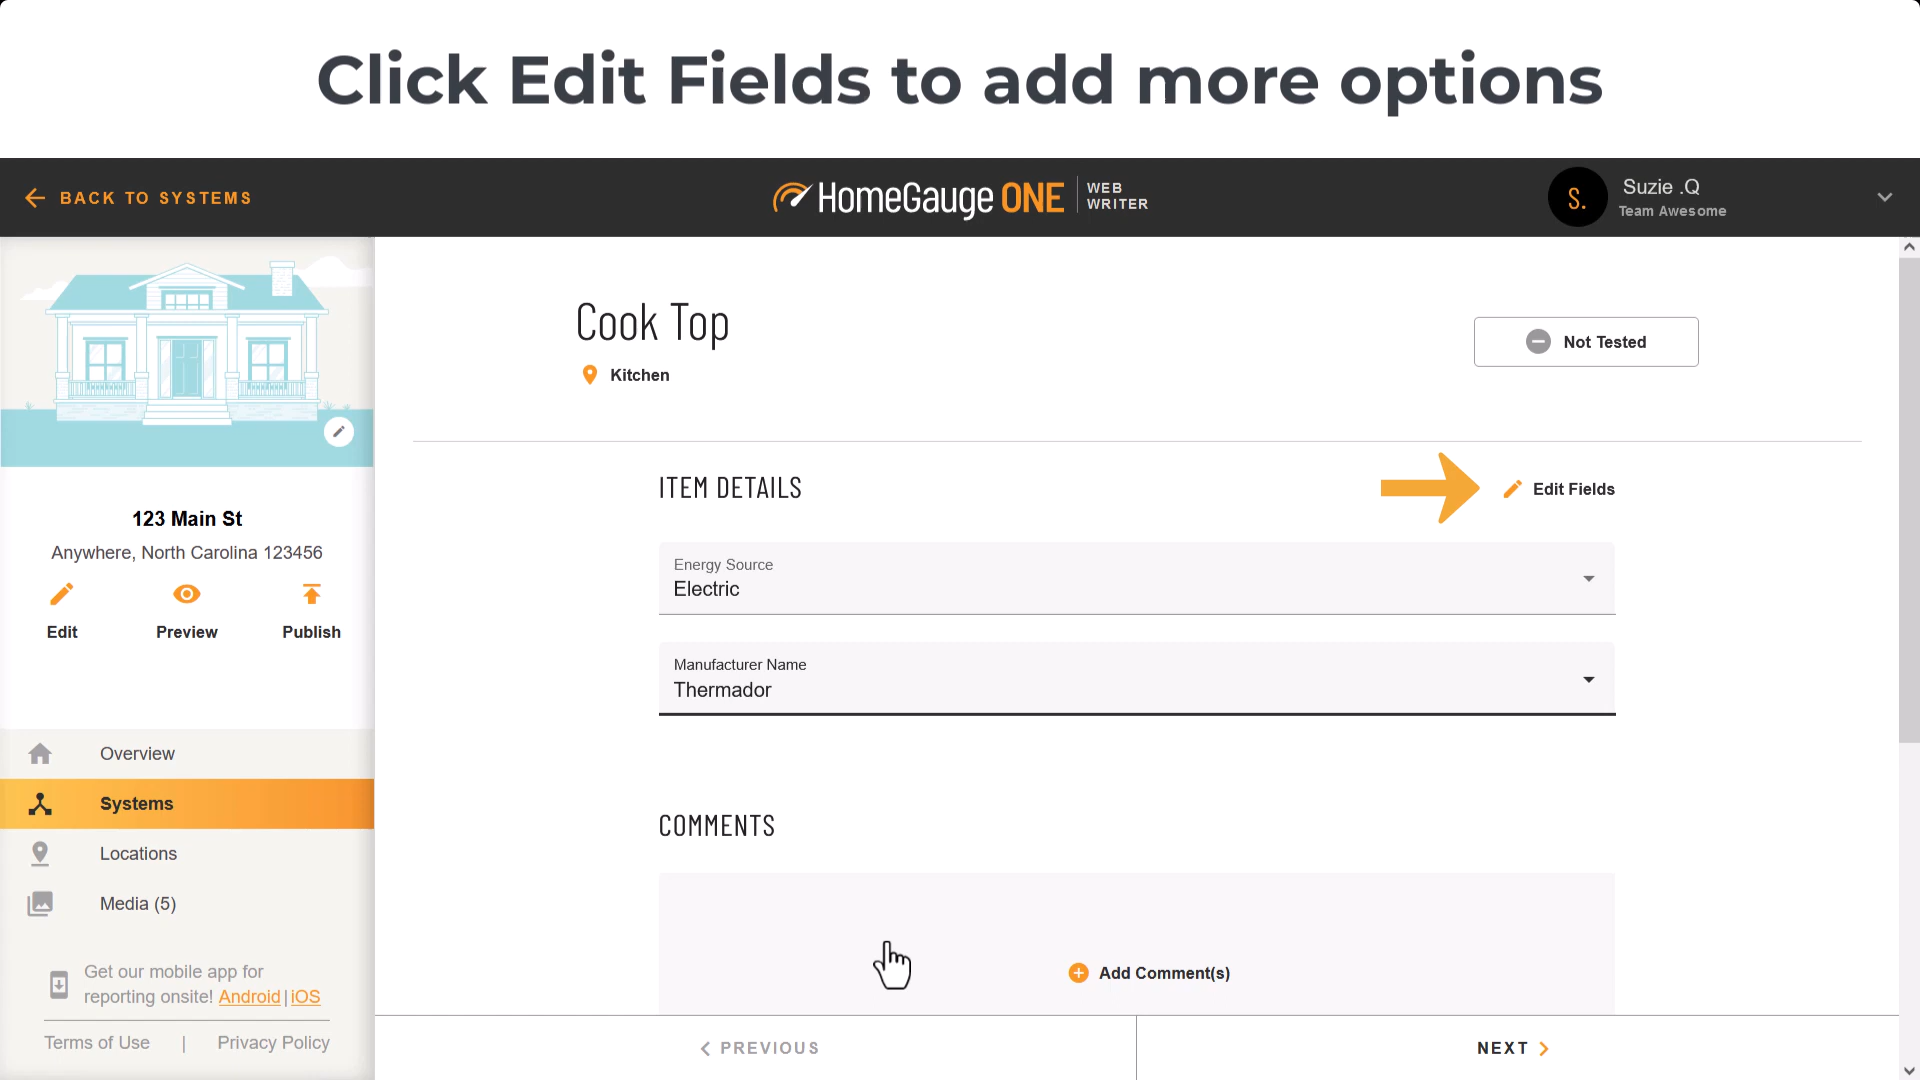 Click Edit Fields to add more options
BACK TO SYSTEMS
HomeGauge ONE
WEB
WRITER
S.
Suzie .Q
Team Awesome
Cook Top
Kitchen
Not Tested
ITEM DETAILS
Edit Fields
Energy Source
Electric
Manufacturer Name
Thermador
COMMENTS
Add Comment(s)
PREVIOUS
NEXT
123 Main St
Anywhere, North Carolina 123456
Edit
Preview
Publish
Overview
Systems
Locations
Media (5)
Get our mobile app for
reporting onsite! Android | iOS
Terms of Use | Privacy Policy